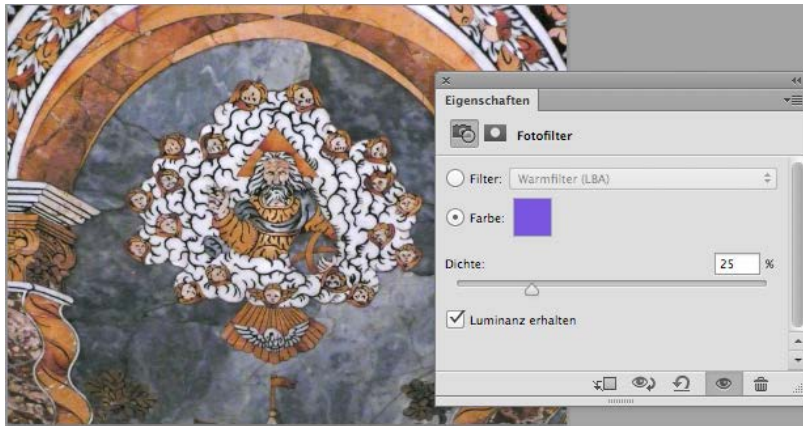 Eigenschaften
Fotofilter
Filter: Warmfilter (LBA)
Farbe:
Dichte: 25 %
Luminanz erhalten